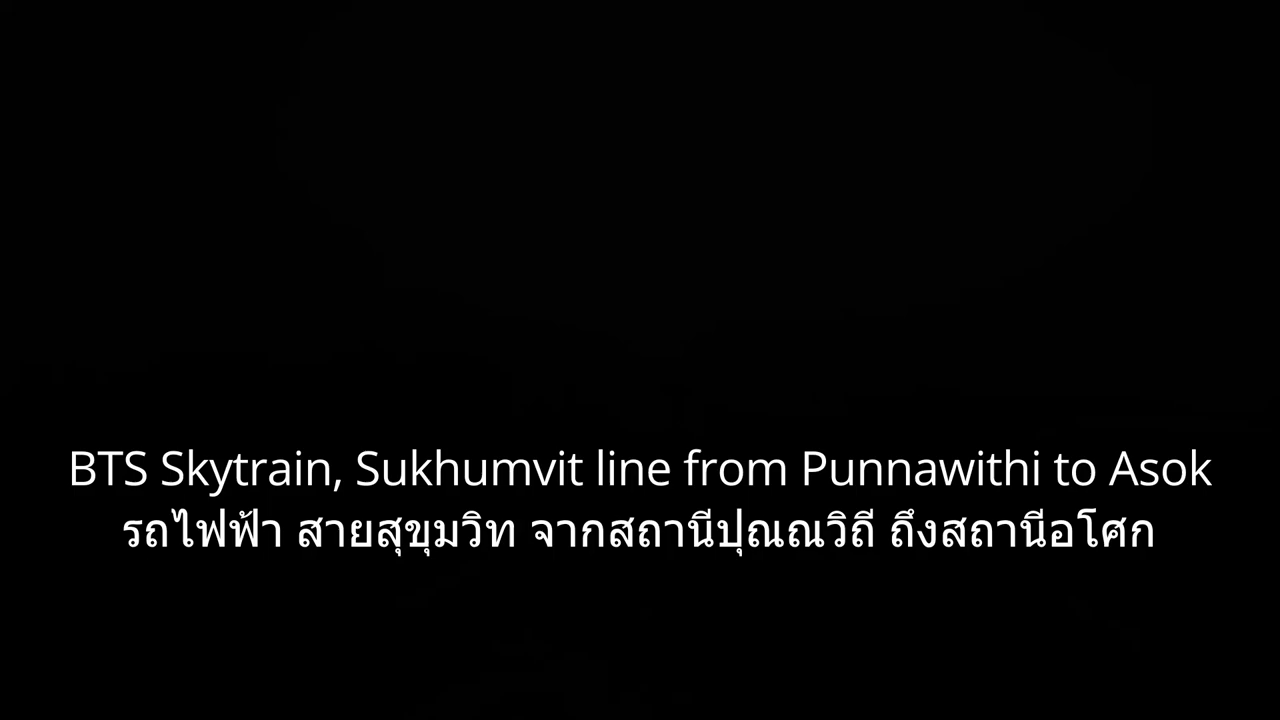 BTS Skytrain, Sukhumvit line from Punnawithi to Asok
รถไฟฟ้า สายสุขุมวิท จากสถานีปุณณวิถี ถึงสถานีอโศก